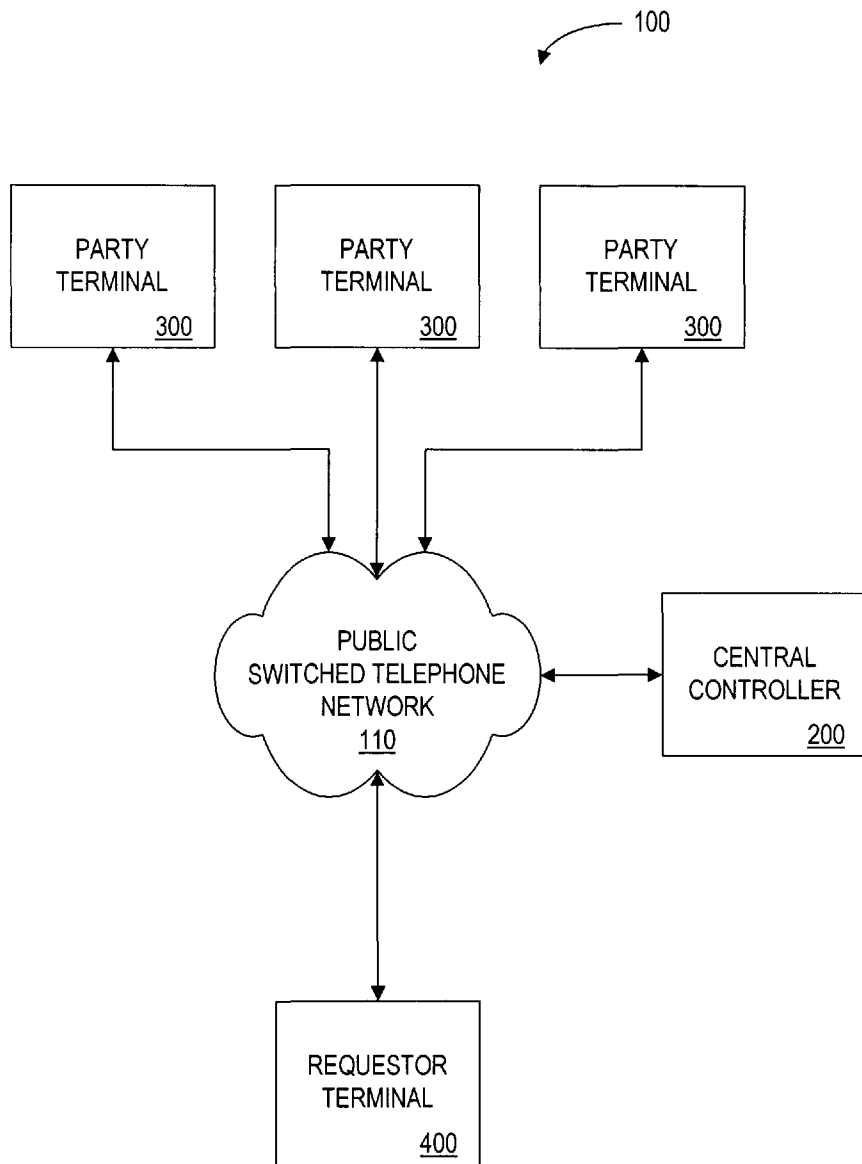 100
PARTY
TERMINAL
300
PARTY
TERMINAL
300
PARTY
TERMINAL
300
PUBLIC
SWITCHED TELEPHONE
NETWORK
110
CENTRAL
CONTROLLER
200
REQUESTOR
TERMINAL
400